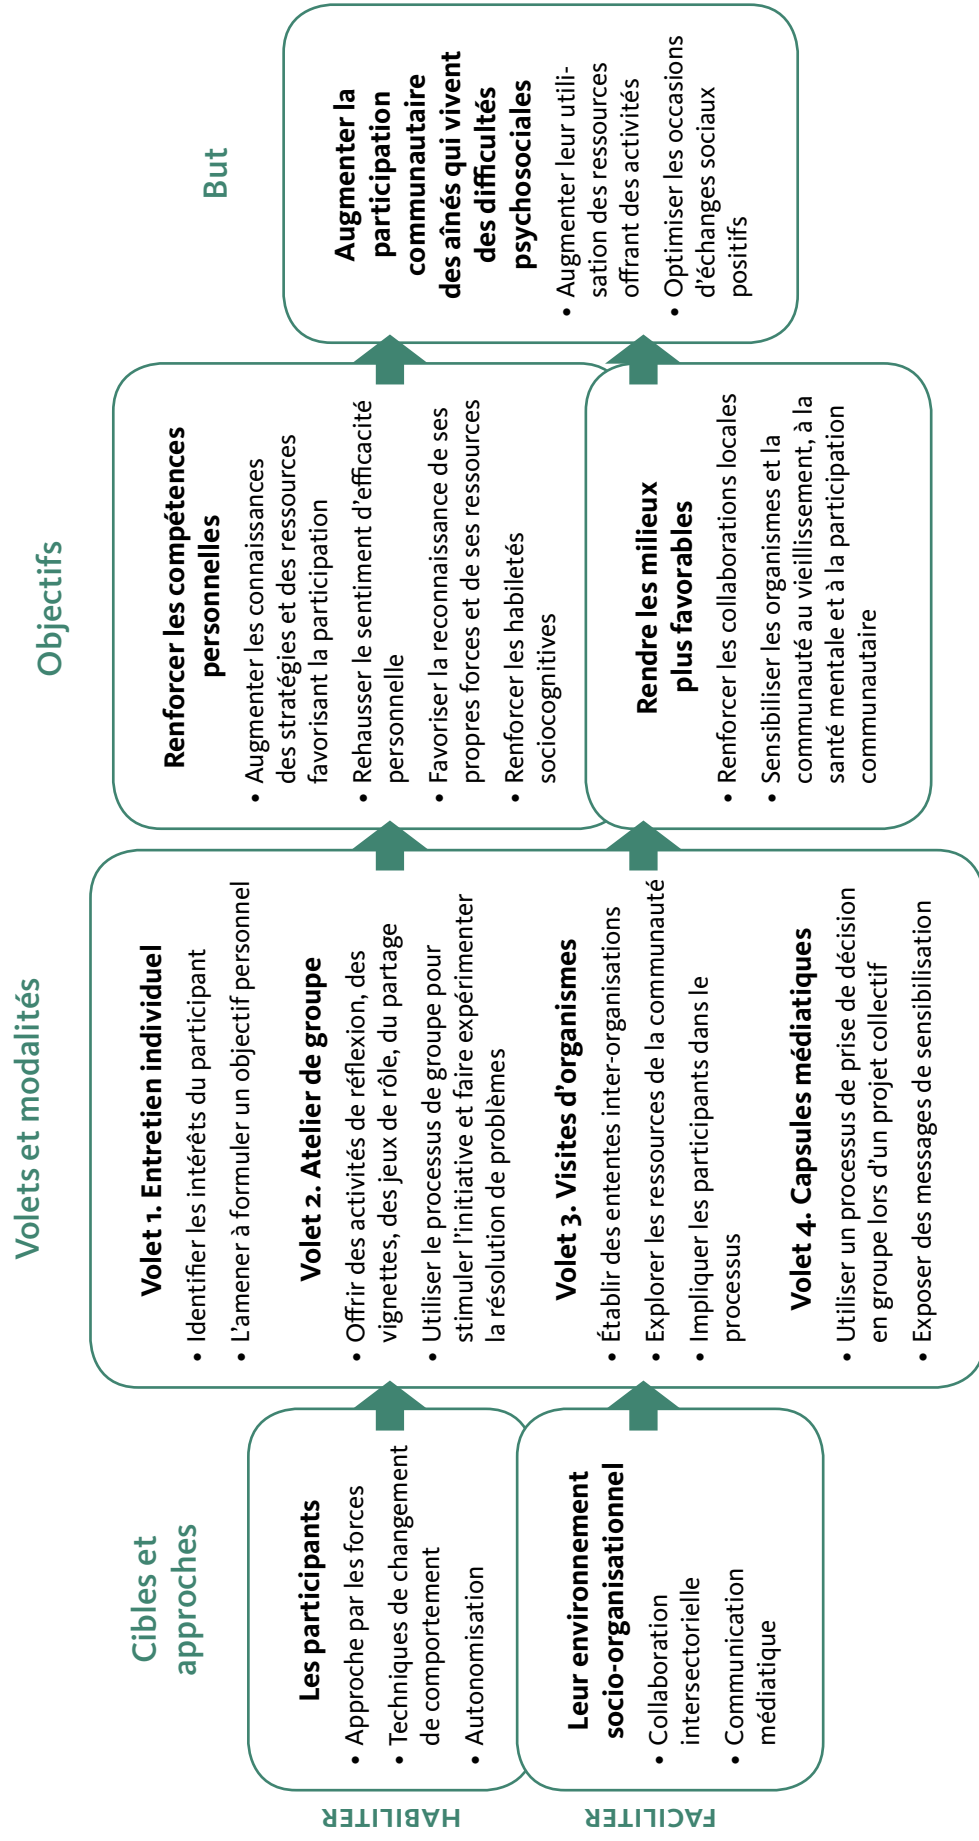 Cibles et
approches
HABILITER
Les participants
• Approche par les forces
• Techniques de changement
de comportement
• Autonomisation
FACILITER
Leur environnement
socio-organisationnel
• Collaboration
intersectorielle
• Communication
médiatique
Volets et modalités
Volet 1. Entretien individuel
• Identifier les intérêts du participant
• L'amener à formuler un objectif personnel
Volet 2. Atelier de groupe
• Offrir des activités de réflexion, des
vignettes, des jeux de rôle, du partage
• Utiliser le processus de groupe pour
stimuler l'initiative et faire expérimenter
la résolution de problèmes
Volet 3. Visites d'organismes
• Établir des ententes inter-organisations
• Explorer les ressources de la communauté
• Impliquer les participants dans le
processus
Volet 4. Capsules médiatiques
• Utiliser un processus de prise de décision
en groupe lors d'un projet collectif
• Exposer des messages de sensibilisation
Objectifs
Renforcer les compétences
personnelles
• Augmenter les connaissances
des stratégies et des ressources
favorisant la participation
• Rehausser le sentiment d'efficacité
personnelle
• Favoriser la reconnaissance de ses
propres forces et de ses ressources
• Renforcer les habiletés
sociocognitives
Rendre les milieux
plus favorables
• Renforcer les collaborations locales
• Sensibiliser les organismes et la
communauté au vieillissement, à la
santé mentale et à la participation
communautaire
But
Augmenter la
participation
communautaire
des aînés qui vivent
des difficultés
psychosociales
• Augmenter leur utili-
sation des ressources
offrant des activités
• Optimiser les occasions
d'échanges sociaux
positifs